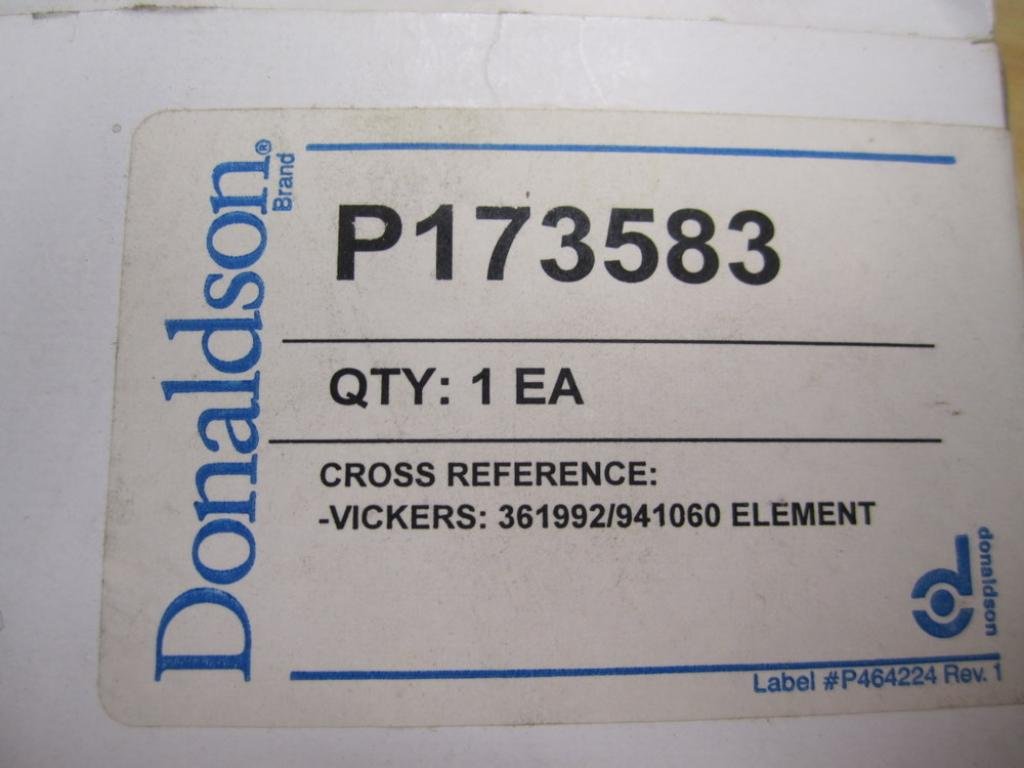 Donaldson®
Brand
P173583
QTY: 1 EA
CROSS REFERENCE:
-VICKERS: 361992/941060 ELEMENT
donaldson
Label #P464224 Rev. 1